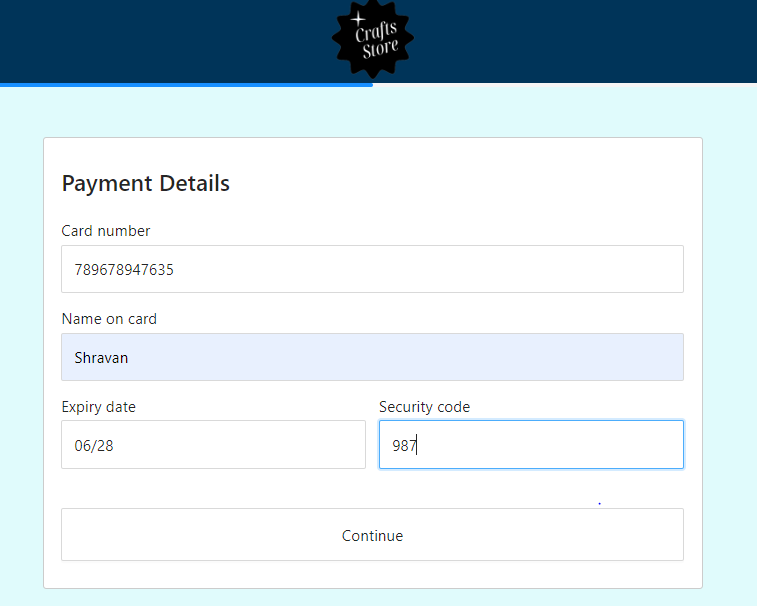 Crafts
Store
Payment Details
Card number
789678947635
Name on card
Shravan
Expiry date
Security code
06/28
987
Continue